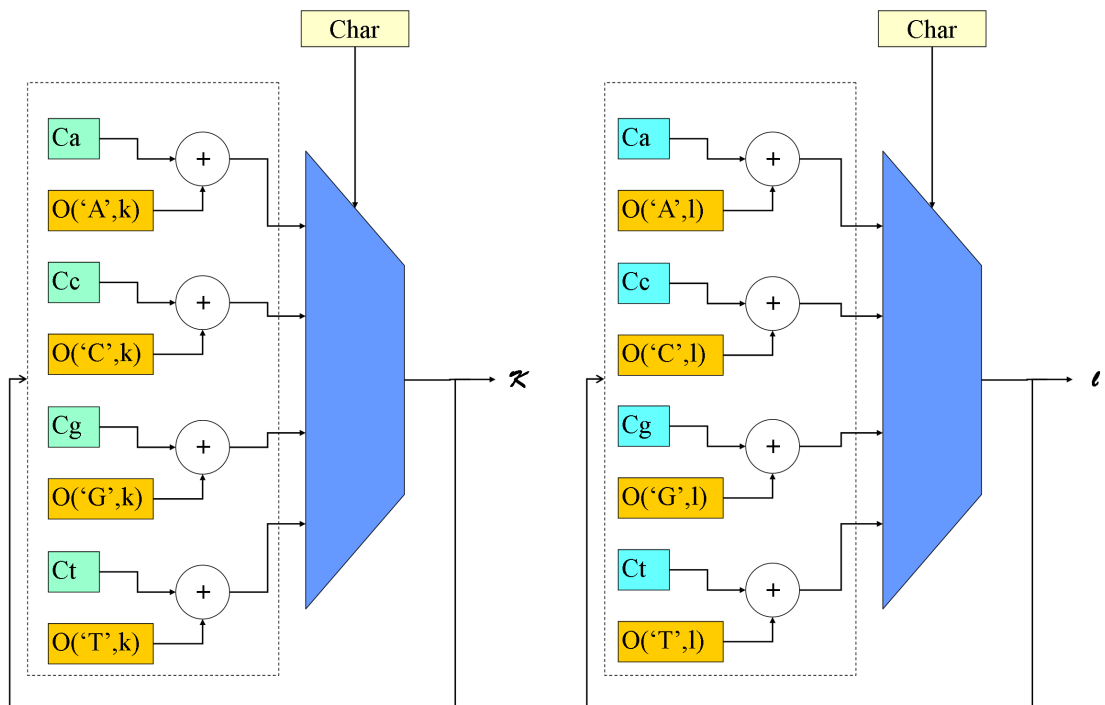 Char
Ca
+
O(‘A’,k)
Cc
+
O(‘C’,k)
K
Cg
+
O(‘G’,k)
Ct
+
O(‘T’,k)
Char
Ca
+
O(‘A’,l)
Cc
+
O(‘C’,l)
l
Cg
+
O(‘G’,l)
Ct
+
O(‘T’,l)